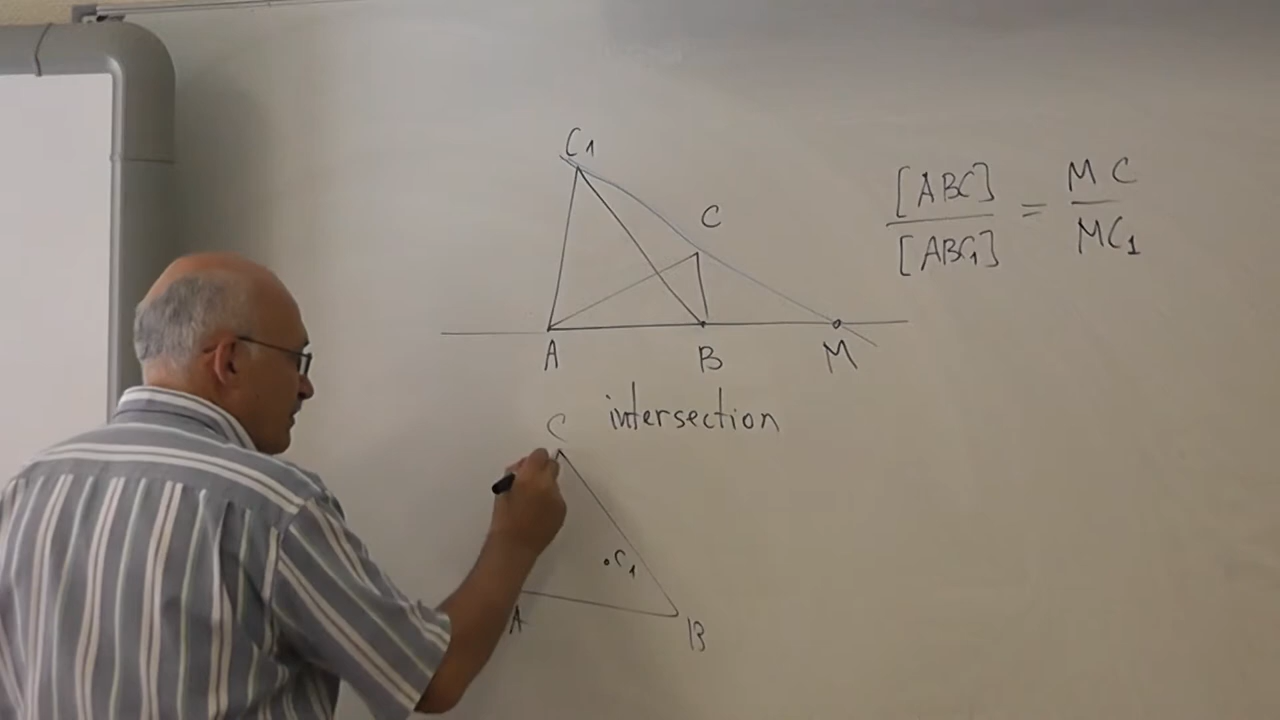 C1
C
A B M
[ABC] / [ABC1] = MC / MC1
intersection
C
C1
A
B